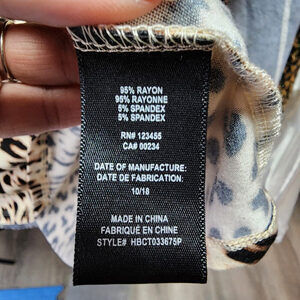 95% RAYON
95% RAYONNE
5% SPANDEX
5% SPANDEX
RN# 123455
CA# 00234
DATE OF MANUFACTURE:
DATE DE FABRICATION:
10/18
MADE IN CHINA
FABRIQUÉ EN CHINE
STYLE# HBCT033675P